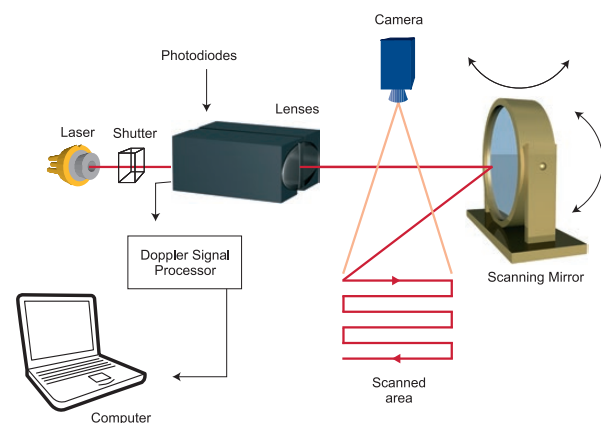 Camera
Photodiodes
Lenses
Laser
Shutter
Doppler Signal
Processor
Scanning Mirror
Scanned
area
Computer